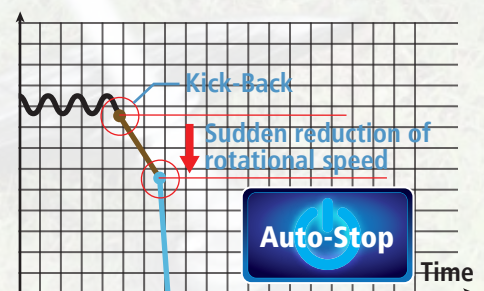 Kick-Back
Sudden reduction of
rotational speed
Auto-Stop
Time